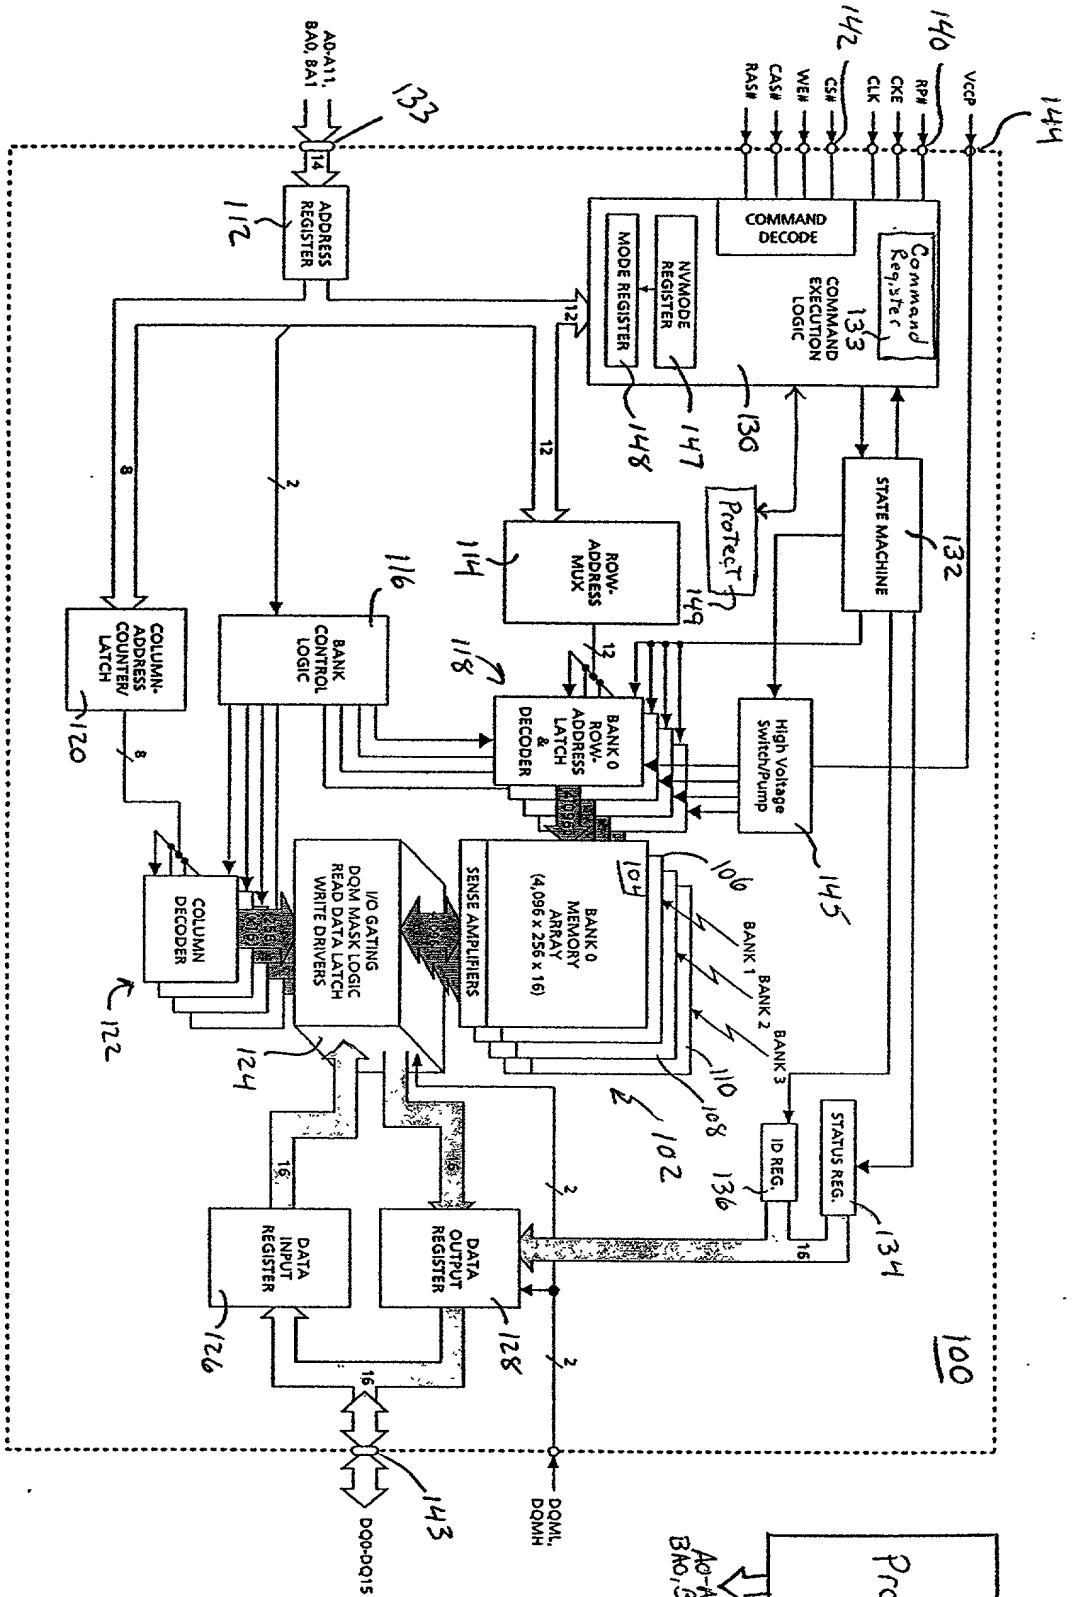 144
140
142
VCCP
RP#
CKE
CLK
CS#
WE#
CAS#
RAS#
133
A0-A11,
BA0, BA1
14
ADDRESS
REGISTER
112
Command
Register
133
COMMAND
EXECUTION
LOGIC
COMMAND
DECODE
NVMODE
REGISTER
MODE REGISTER
130
147
148
12
STATE MACHINE
132
Protect
149
12
ROW-
ADDRESS
MUX
114
12
2
8
BANK
CONTROL
LOGIC
116
COLUMN-
ADDRESS
COUNTER/
LATCH
120
8
118
BANK 0
ROW-
ADDRESS
LATCH
&
DECODER
High Voltage
Switch/Pump
145
4,096
104
BANK 0
MEMORY
ARRAY
(4,096 x 256 x 16)
SENSE AMPLIFIERS
106
BANK 1
BANK 2
BANK 3
110
108
102
I/O GATING
DQM MASK LOGIC
READ DATA LATCH
WRITE DRIVERS
124
256
(x16)
COLUMN
DECODER
122
STATUS REG.
134
ID REG.
136
16
2
2
16
DATA
OUTPUT
REGISTER
128
16
DATA
INPUT
REGISTER
126
16
143
DQML,
DQMH
DQ0-DQ15
100
Pro
A0-A
BA0, B